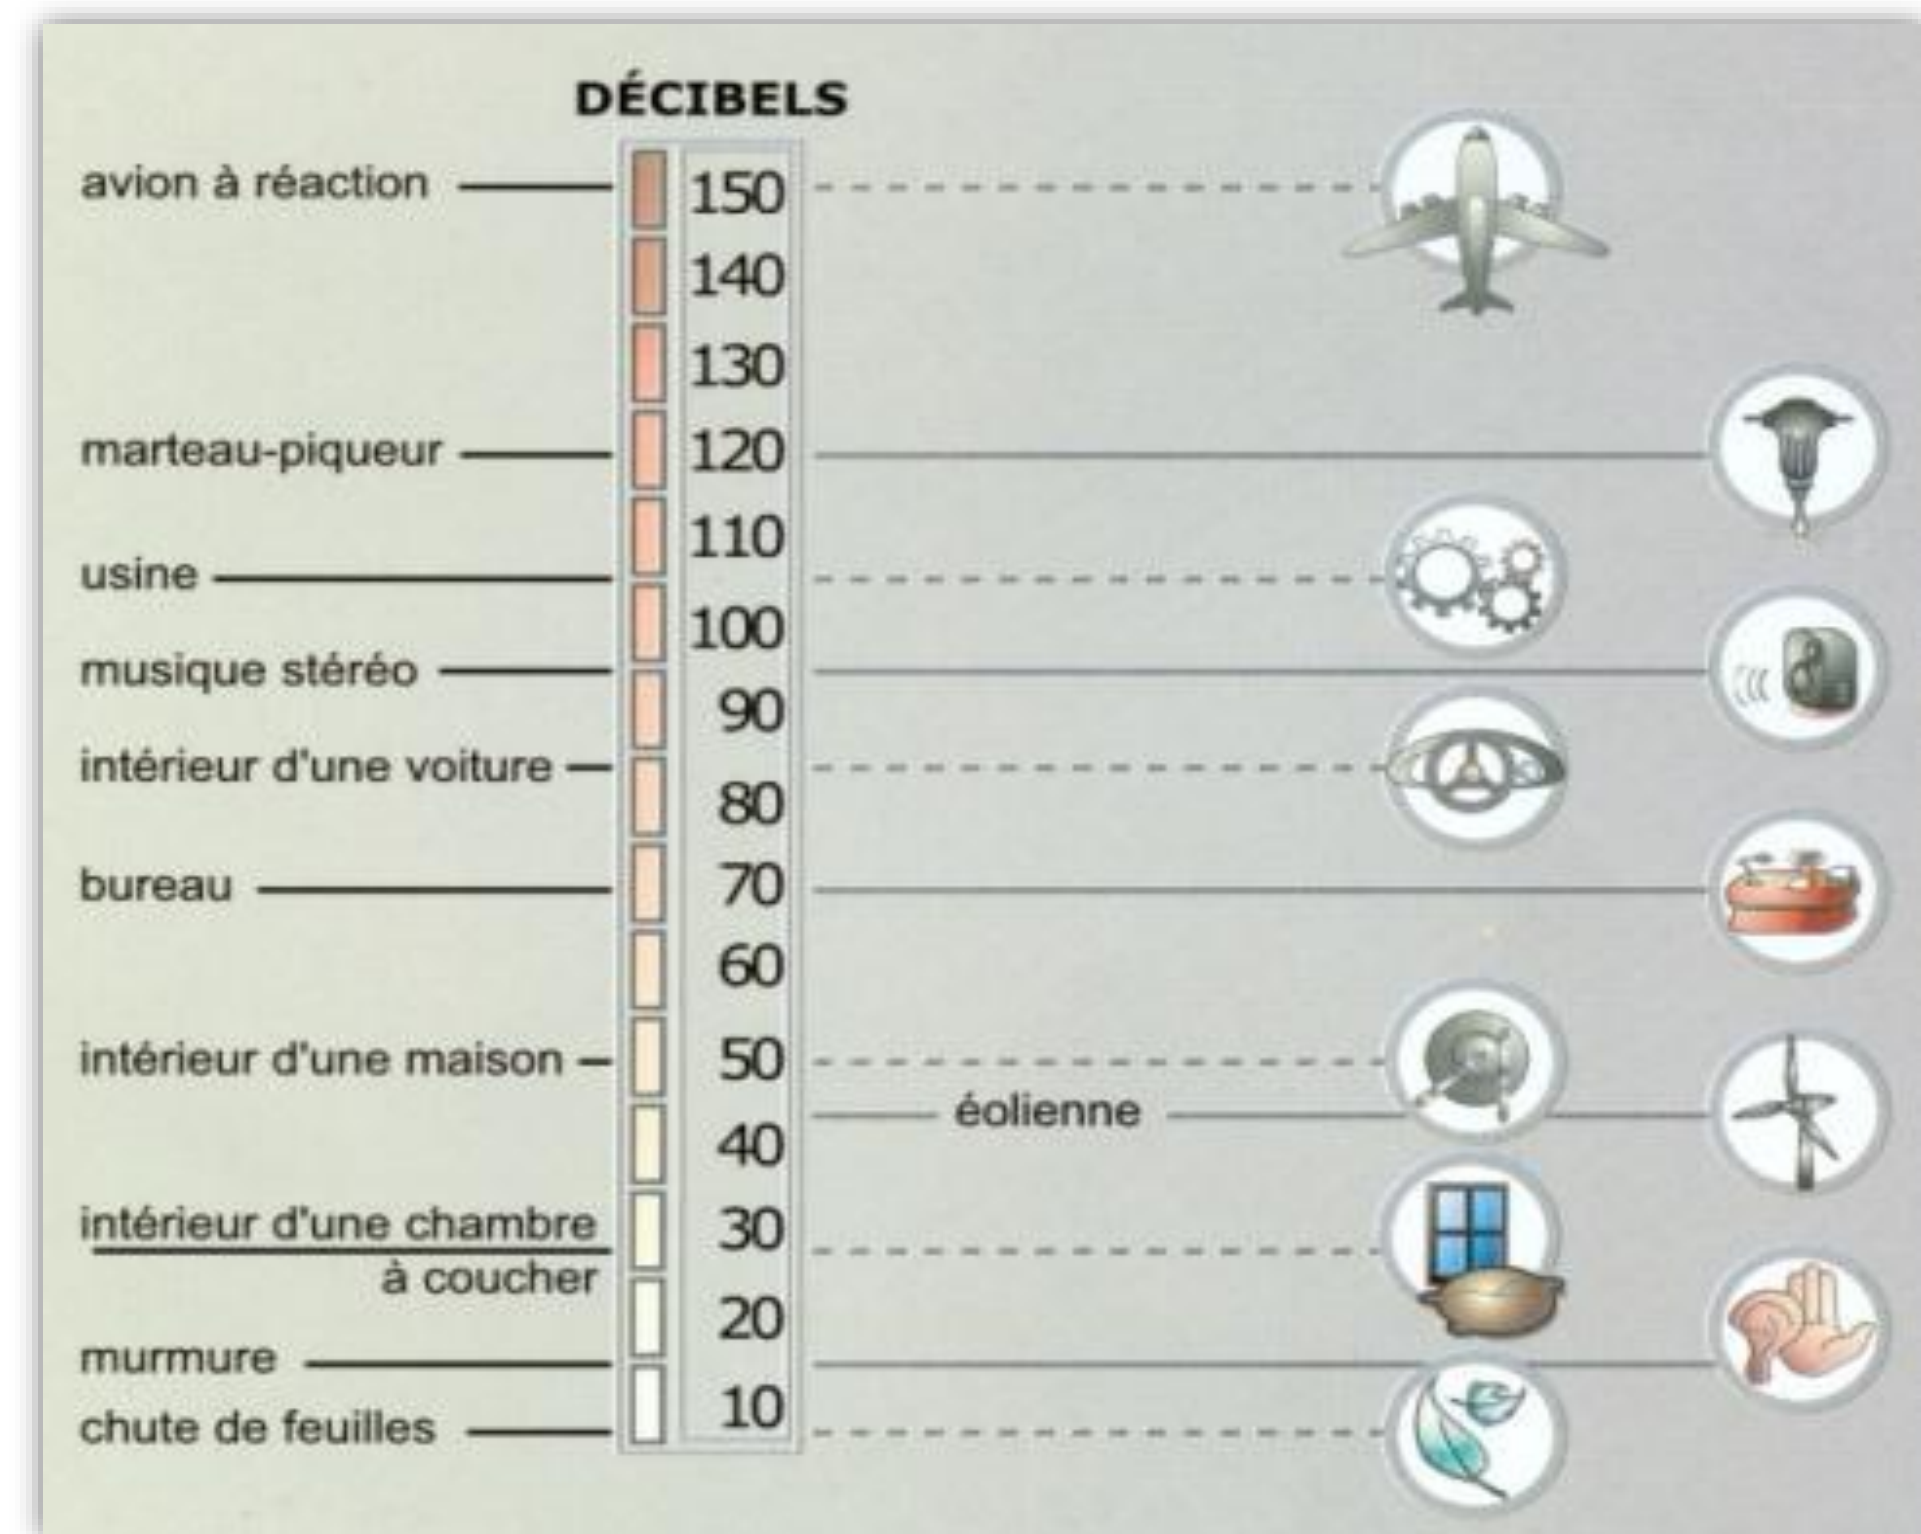 DÉCIBELS
avion à réaction 150
140
130
marteau-piqueur 120
110
usine
100
musique stéréo
90
intérieur d'une voiture
80
bureau 70
60
intérieur d'une maison 50
éolienne
40
intérieur d'une chambre 30
à coucher
20
murmure
10
chute de feuilles